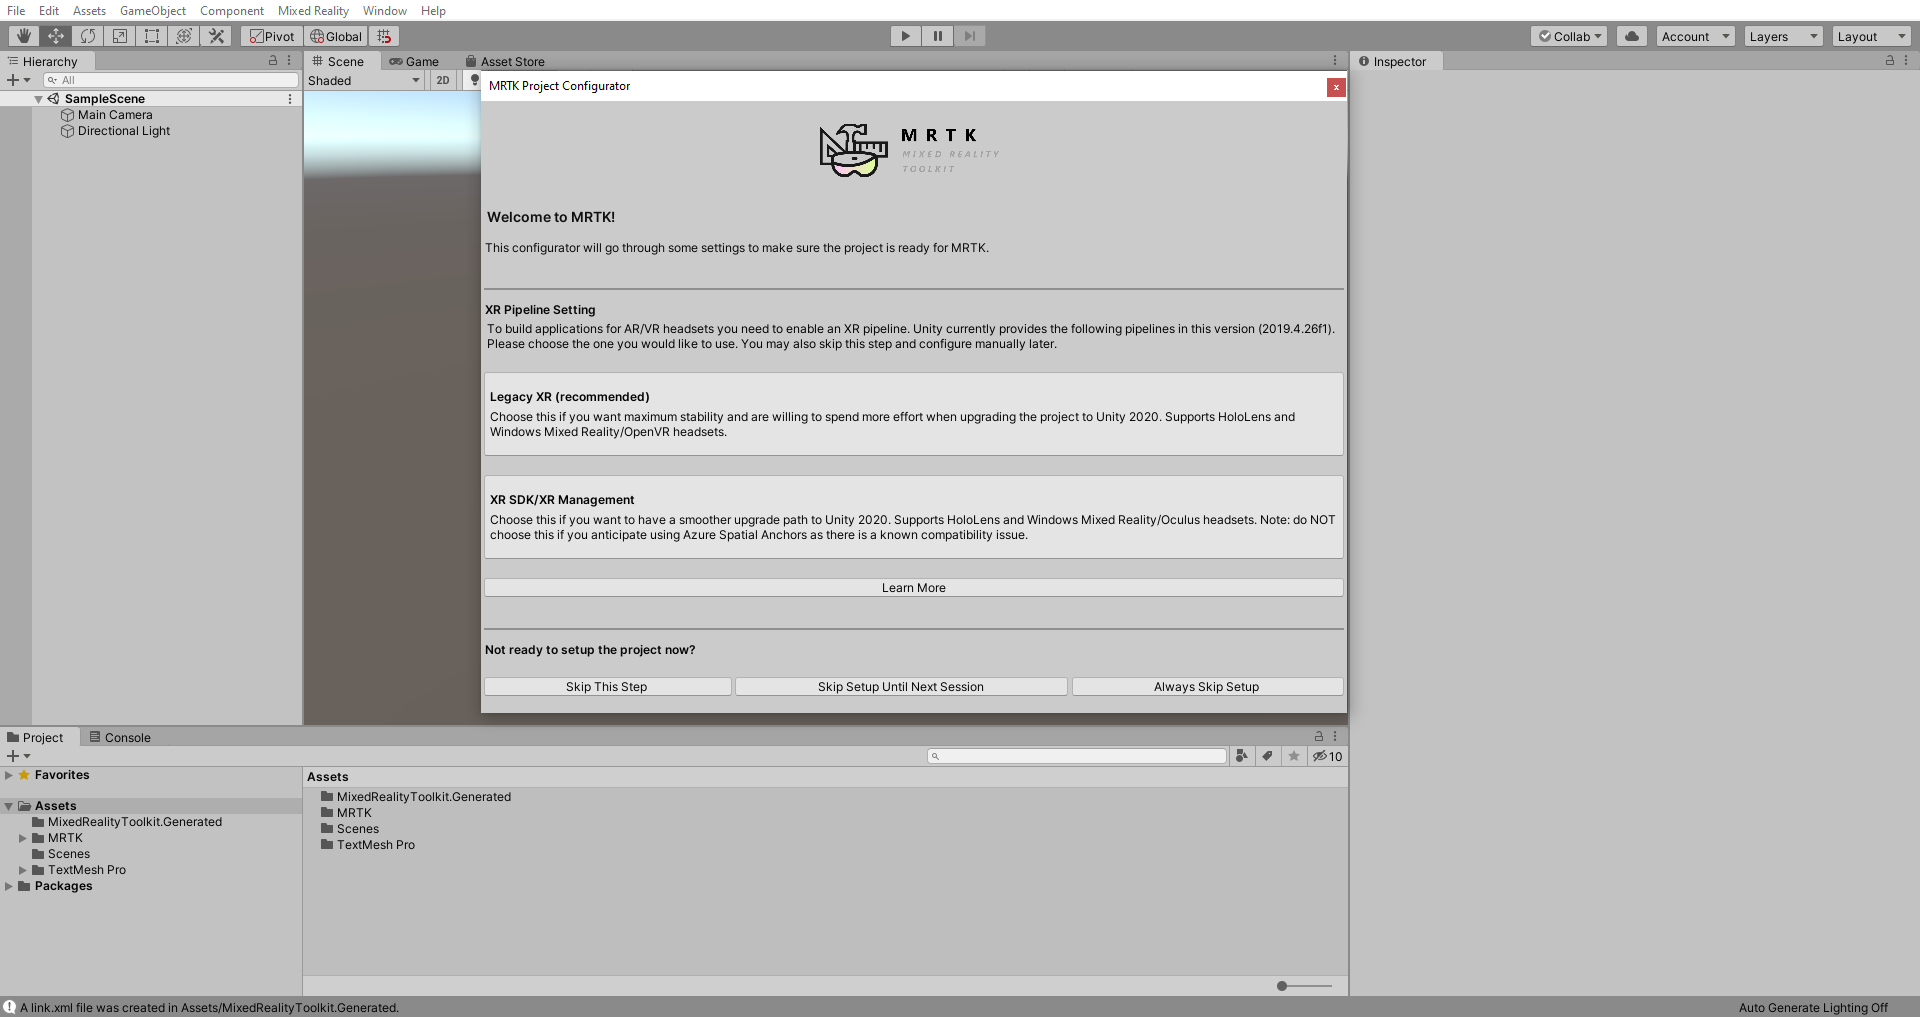 File Edit Assets GameObject Component Mixed Reality Window Help
Pivot Global Collab Account Layers Layout
Hierarchy
All
SampleScene
Main Camera
Directional Light
Scene Game Asset Store
Shaded 2D
Inspector
MRTK Project Configurator
x
MRTK
MIXED REALITY
TOOLKIT
Welcome to MRTK!
This configurator will go through some settings to make sure the project is ready for MRTK.
XR Pipeline Setting
To build applications for AR/VR headsets you need to enable an XR pipeline. Unity currently provides the following pipelines in this version (2019.4.26f1).
Please choose the one you would like to use. You may also skip this step and configure manually later.
Legacy XR (recommended)
Choose this if you want maximum stability and are willing to spend more effort when upgrading the project to Unity 2020. Supports HoloLens and
Windows Mixed Reality/OpenVR headsets.
XR SDK/XR Management
Choose this if you want to have a smoother upgrade path to Unity 2020. Supports HoloLens and Windows Mixed Reality/Oculus headsets. Note: do NOT
choose this if you anticipate using Azure Spatial Anchors as there is a known compatibility issue.
Learn More
Not ready to setup the project now?
Skip This Step Skip Setup Until Next Session Always Skip Setup
Project Console
10
Favorites
Assets
MixedRealityToolkit.Generated
MRTK
Scenes
TextMesh Pro
Packages
Assets
MixedRealityToolkit.Generated
MRTK
Scenes
TextMesh Pro
A link.xml file was created in Assets/MixedRealityToolkit.Generated.
Auto Generate Lighting Off